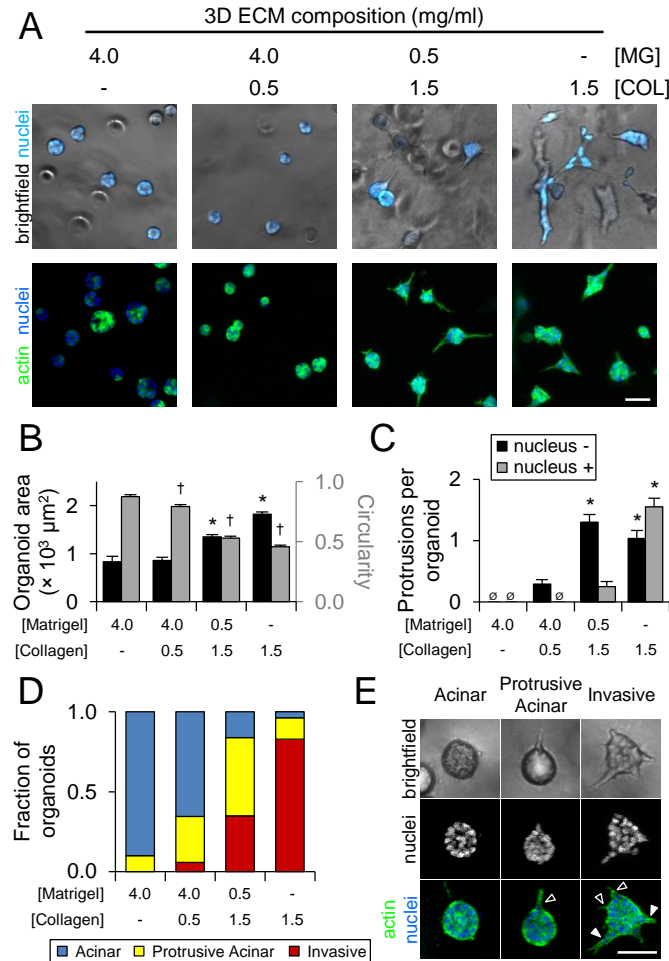 A
3D ECM composition (mg/ml)
4.0 4.0 0.5 - [MG]
- 0.5 1.5 1.5 [COL]
brightfield nuclei
actin nuclei
B
Organoid area
(× 10³ µm²)
2
1
0
† * † * †
1.0
0.5
0.0
Circularity
[Matrigel] 4.0 4.0 0.5 -
[Collagen] - 0.5 1.5 1.5
C
nucleus -
nucleus +
Protrusions per
organoid
2
1
0
ø ø ø * * *
[Matrigel] 4.0 4.0 0.5 -
[Collagen] - 0.5 1.5 1.5
D
Fraction of
organoids
1.0
0.5
0.0
[Matrigel] 4.0 4.0 0.5 -
[Collagen] - 0.5 1.5 1.5
Acinar Protrusive Acinar Invasive
E
Acinar Protrusive Acinar Invasive
brightfield
nuclei
actin
nuclei